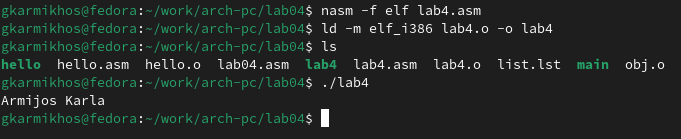 gkarmikhos@fedora:~/work/arch-pc/lab04$ nasm -f elf lab4.asm
gkarmikhos@fedora:~/work/arch-pc/lab04$ ld -m elf_i386 lab4.o -o lab4
gkarmikhos@fedora:~/work/arch-pc/lab04$ ls
hello  hello.asm  hello.o  lab04.asm  lab4  lab4.asm  lab4.o  list.lst  main  obj.o
gkarmikhos@fedora:~/work/arch-pc/lab04$ ./lab4
Armijos Karla
gkarmikhos@fedora:~/work/arch-pc/lab04$